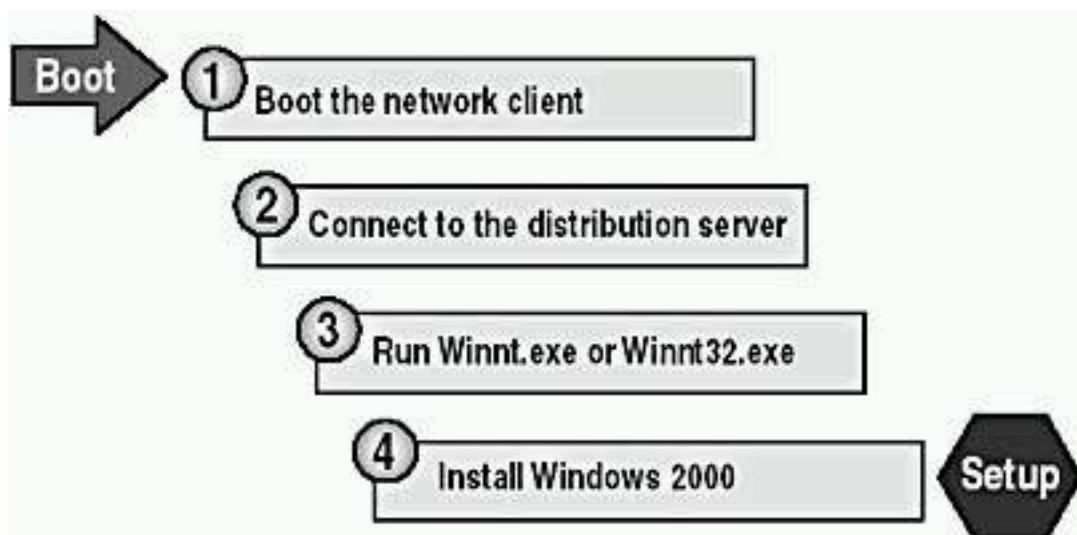 Boot
1
Boot the network client
2
Connect to the distribution server
3
Run Winnt.exe or Winnt32.exe
4
Install Windows 2000
Setup